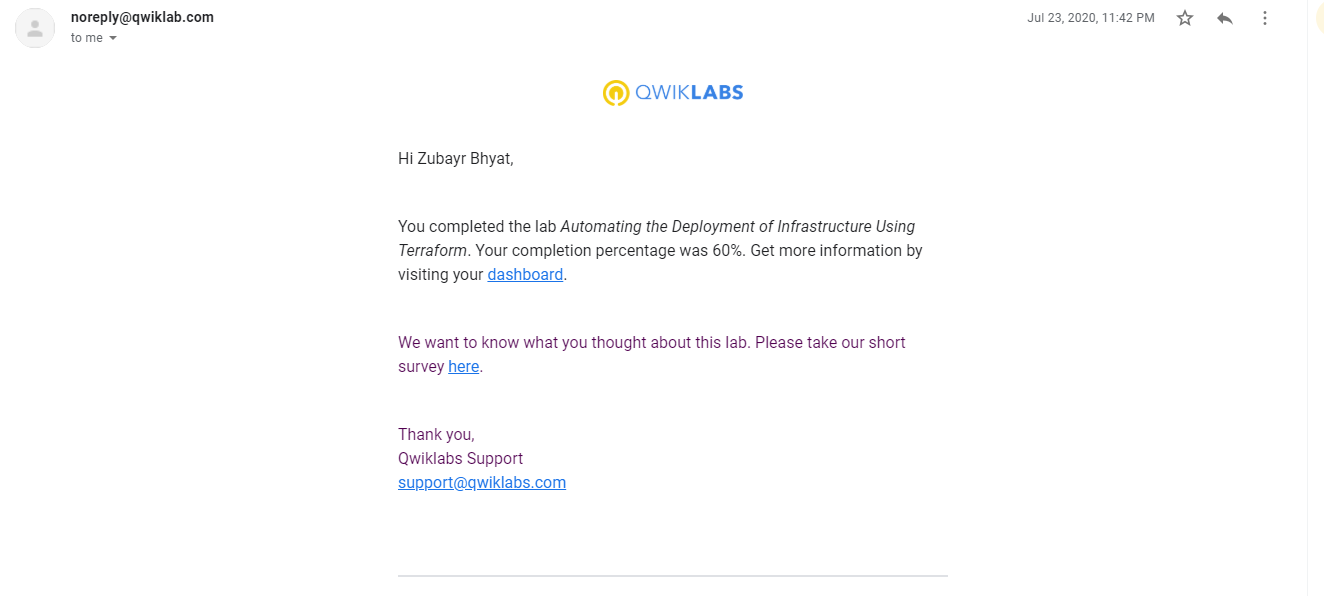 noreply@qwiklab.com
Jul 23, 2020, 11:42 PM
to me
QWIKLABS
Hi Zubayr Bhyat,
You completed the lab Automating the Deployment of Infrastructure Using
Terraform. Your completion percentage was 60%. Get more information by
visiting your dashboard.
We want to know what you thought about this lab. Please take our short
survey here.
Thank you,
Qwiklabs Support
support@qwiklabs.com